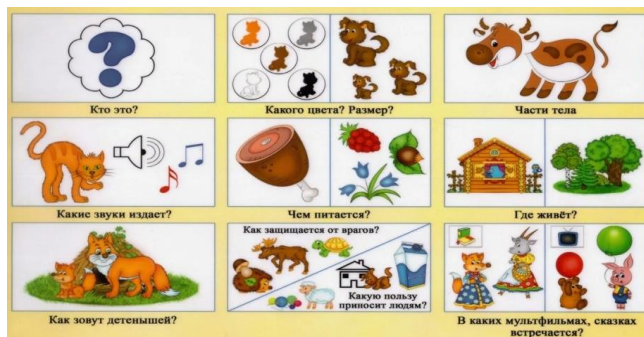 Кто это?
Какого цвета? Размер?
Части тела
Какие звуки издает?
Чем питается?
Где живёт?
Как зовут детенышей?
Как защищается от врагов?
Какую пользу
приносит людям?
В каких мультфильмах, сказках
встречается?